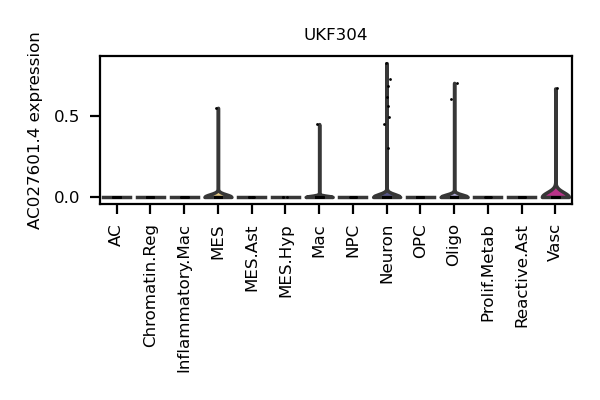 UKF304
AC027601.4 expression
0.5
0.0
AC
Chromatin.Reg
Inflammatory.Mac
MES
MES.Ast
MES.Hyp
Mac
NPC
Neuron
OPC
Oligo
Prolif.Metab
Reactive.Ast
Vasc